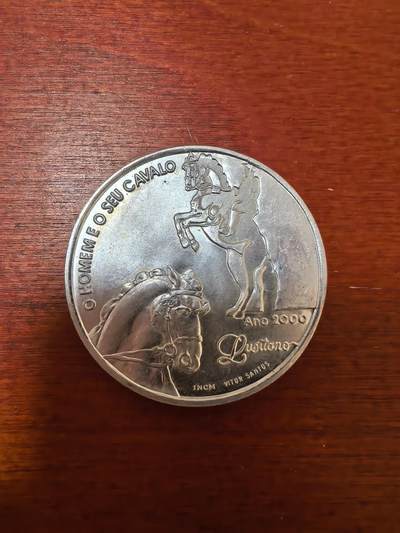 O HOMEM E O SEU CAVALO
Ano 2000
Lusitano
INCM VITOR SANTOS